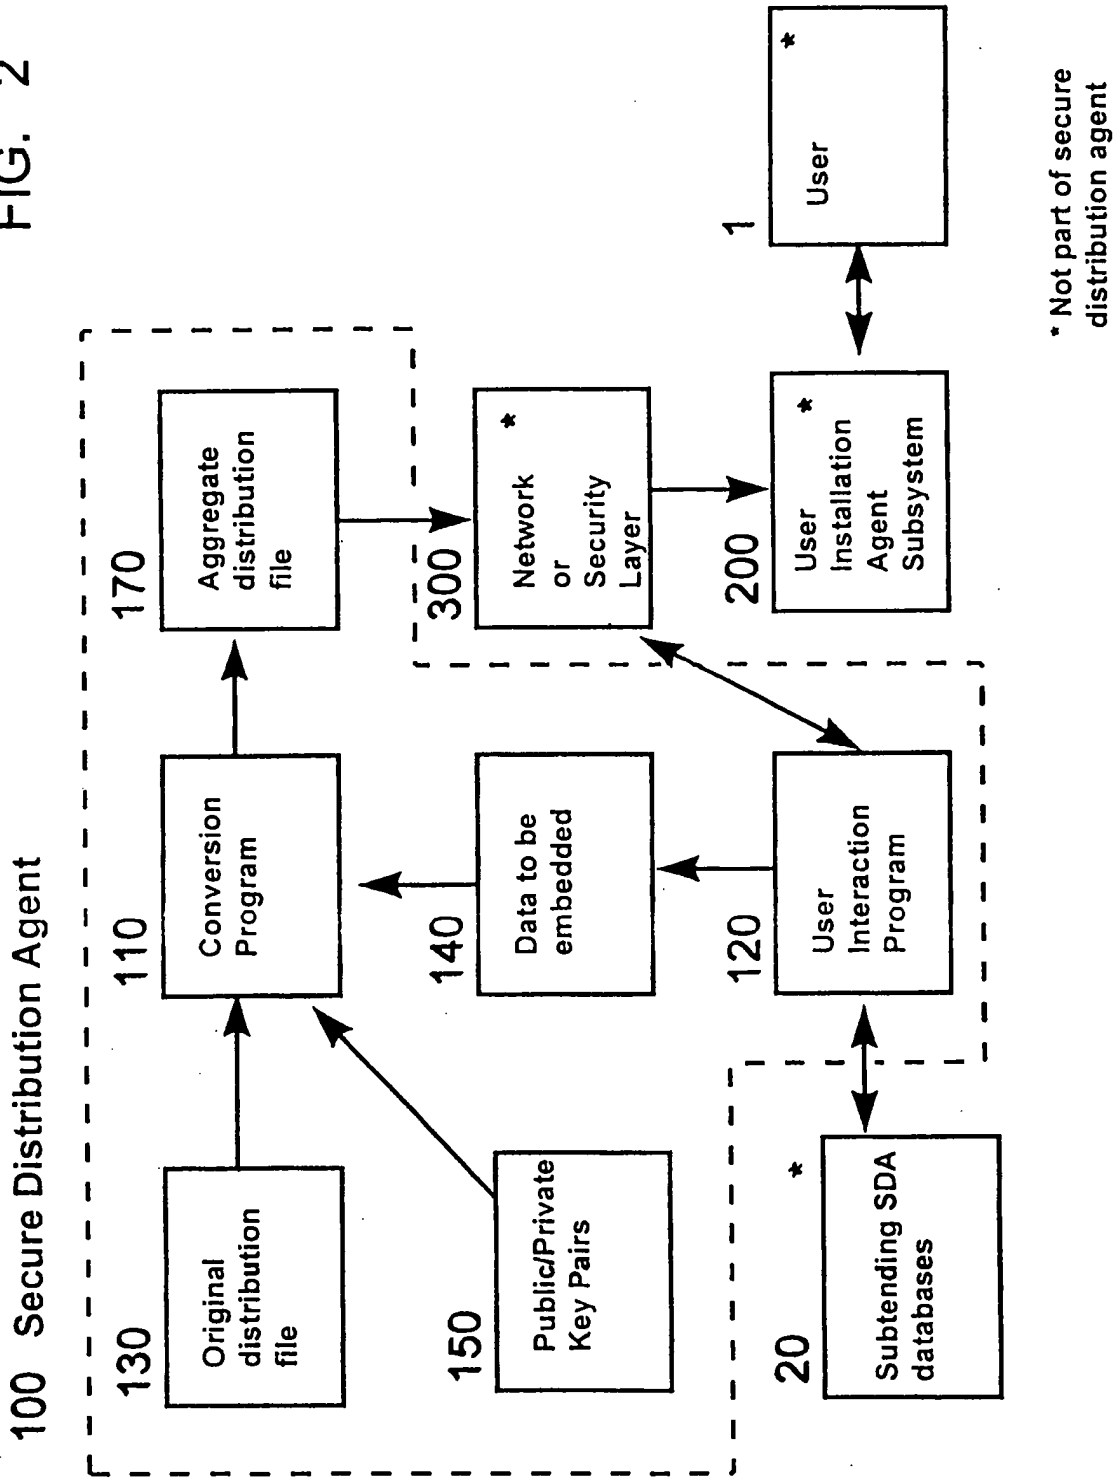 FIG. 2
100 Secure Distribution Agent
130
Original
distribution
file
110
Conversion
Program
170
Aggregate
distribution
file
150
Public/Private
Key Pairs
140
Data to be
embedded
300
Network *
or
Security
Layer
20
*
Subtending SDA
databases
120
User
Interaction
Program
200
User *
Installation
Agent
Subsystem
1
User
*
* Not part of secure
distribution agent